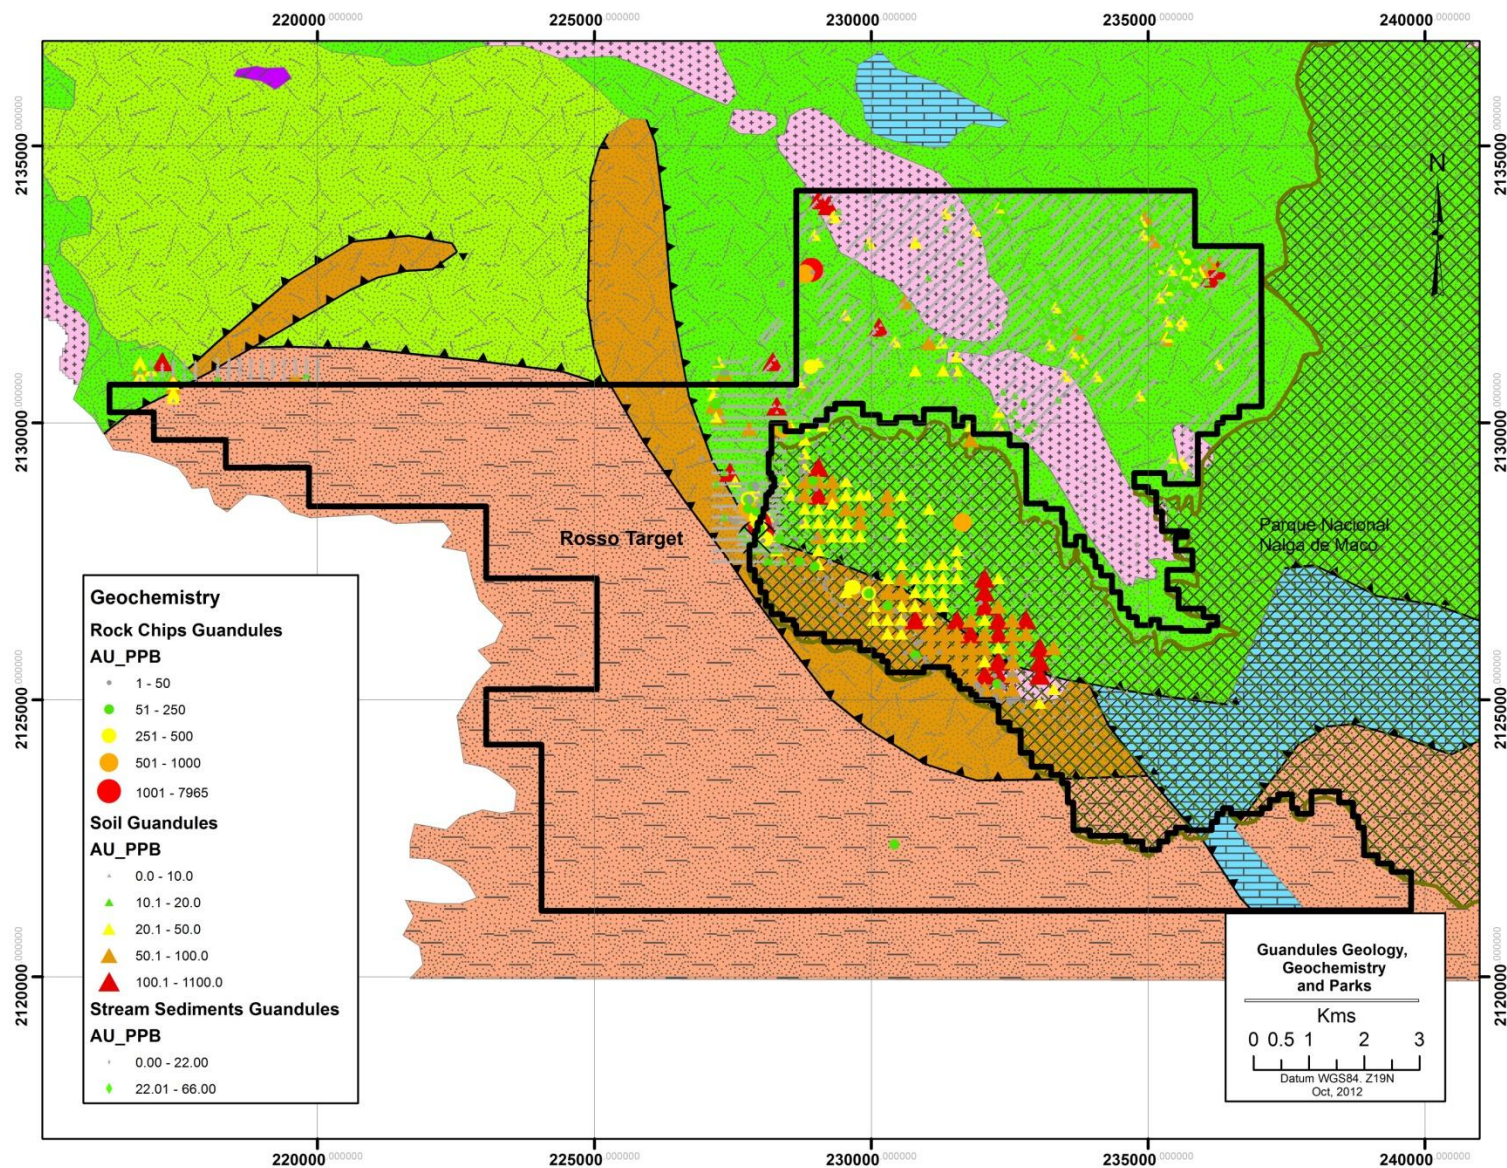 220000.000000 225000.000000 230000.000000 235000.000000 240000.000000
2135000.000000
2135000.000000
N
2130000.000000
2130000.000000
Rosso Target
Parque Nacional
Nalga de Maco
Geochemistry
Rock Chips Guandules
AU_PPB
1 - 50
51 - 250
251 - 500
501 - 1000
1001 - 7965
Soil Guandules
AU_PPB
0.0 - 10.0
10.1 - 20.0
20.1 - 50.0
50.1 - 100.0
100.1 - 1100.0
Stream Sediments Guandules
AU_PPB
0.00 - 22.00
22.01 - 66.00
2125000.000000
2125000.000000
2120000.000000
2120000.000000
Guandules Geology,
Geochemistry
and Parks
Kms
0 0.5 1 2 3
Datum WGS84. Z19N
Oct, 2012
220000.000000 225000.000000 230000.000000 235000.000000 240000.000000